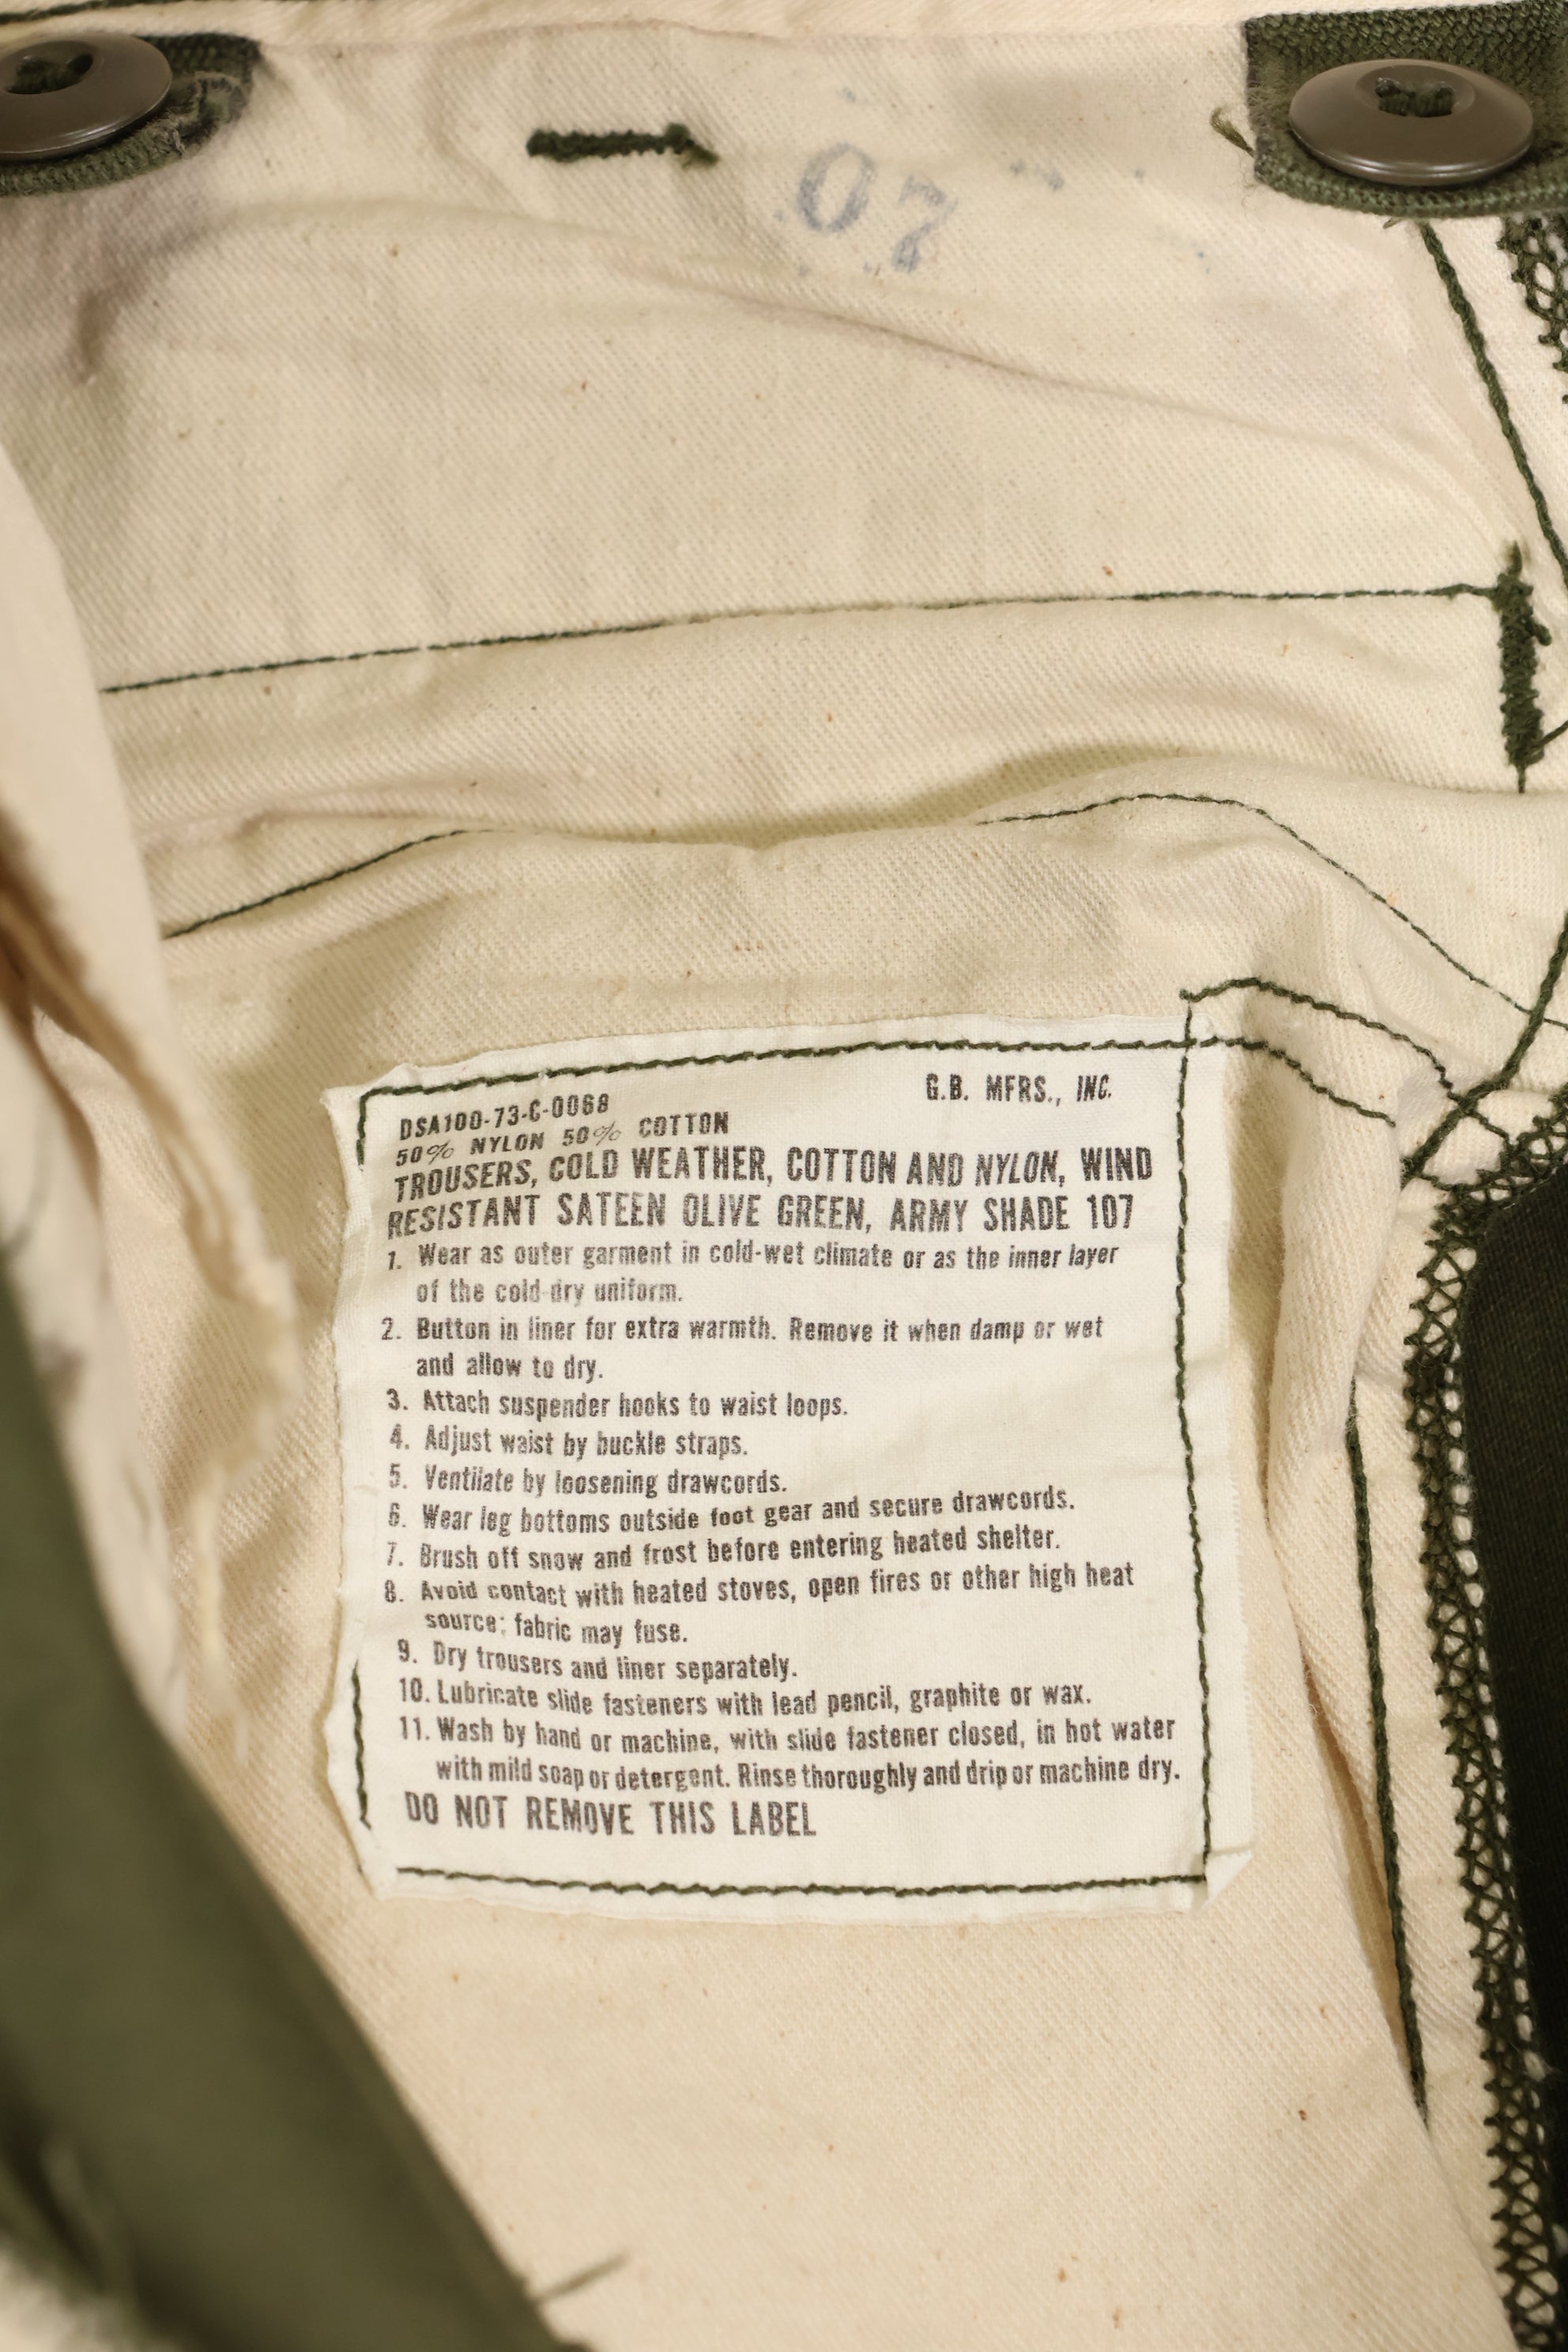 07
DSA100-73-C-0068 G.B. MFRS., INC.
50% NYLON 50% COTTON
TROUSERS, COLD WEATHER, COTTON AND NYLON, WIND
RESISTANT SATEEN OLIVE GREEN, ARMY SHADE 107
1. Wear as outer garment in cold-wet climate or as the inner layer
of the cold-dry uniform.
2. Button in liner for extra warmth. Remove it when damp or wet
and allow to dry.
3. Attach suspender hooks to waist loops.
4. Adjust waist by buckle straps.
5. Ventilate by loosening drawcords.
6. Wear leg bottoms outside foot gear and secure drawcords.
7. Brush off snow and frost before entering heated shelter.
8. Avoid contact with heated stoves, open fires or other high heat
source; fabric may fuse.
9. Dry trousers and liner separately.
10. Lubricate slide fasteners with lead pencil, graphite or wax.
11. Wash by hand or machine, with slide fastener closed, in hot water
with mild soap or detergent. Rinse thoroughly and drip or machine dry.
DO NOT REMOVE THIS LABEL